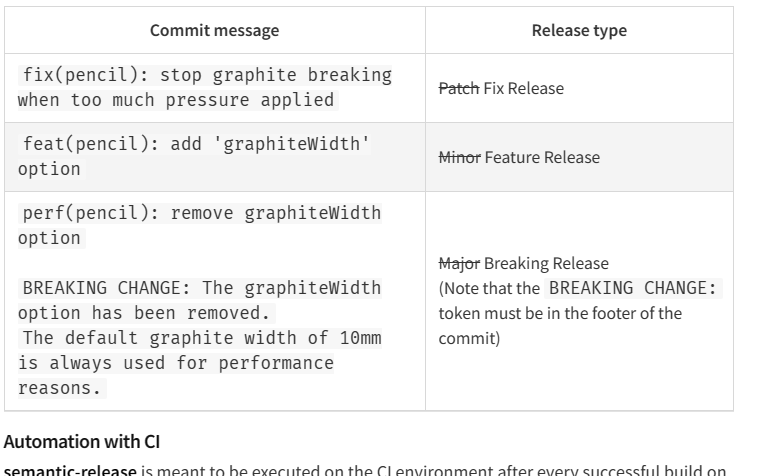 Commit message Release type
fix(pencil): stop graphite breaking
when too much pressure applied
Patch Fix Release
feat(pencil): add 'graphiteWidth'
option
Minor Feature Release
perf(pencil): remove graphiteWidth
option
BREAKING CHANGE: The graphiteWidth
option has been removed.
The default graphite width of 10mm
is always used for performance
reasons.
Major Breaking Release
(Note that the BREAKING CHANGE:
token must be in the footer of the
commit)
Automation with CI
semantic-release is meant to be executed on the CI environment after every successful build on